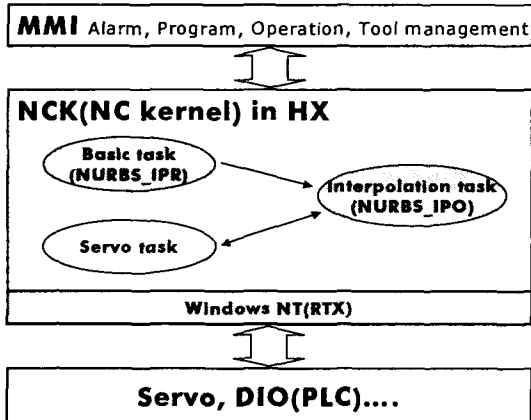 MMI Alarm, Program, Operation, Tool management
NCK(NC kernel) in HX
Basic task
(NURBS_IPR)
Interpolation task
(NURBS_IPO)
Servo task
Windows NT(RTX)
Servo, DIO(PLC)....